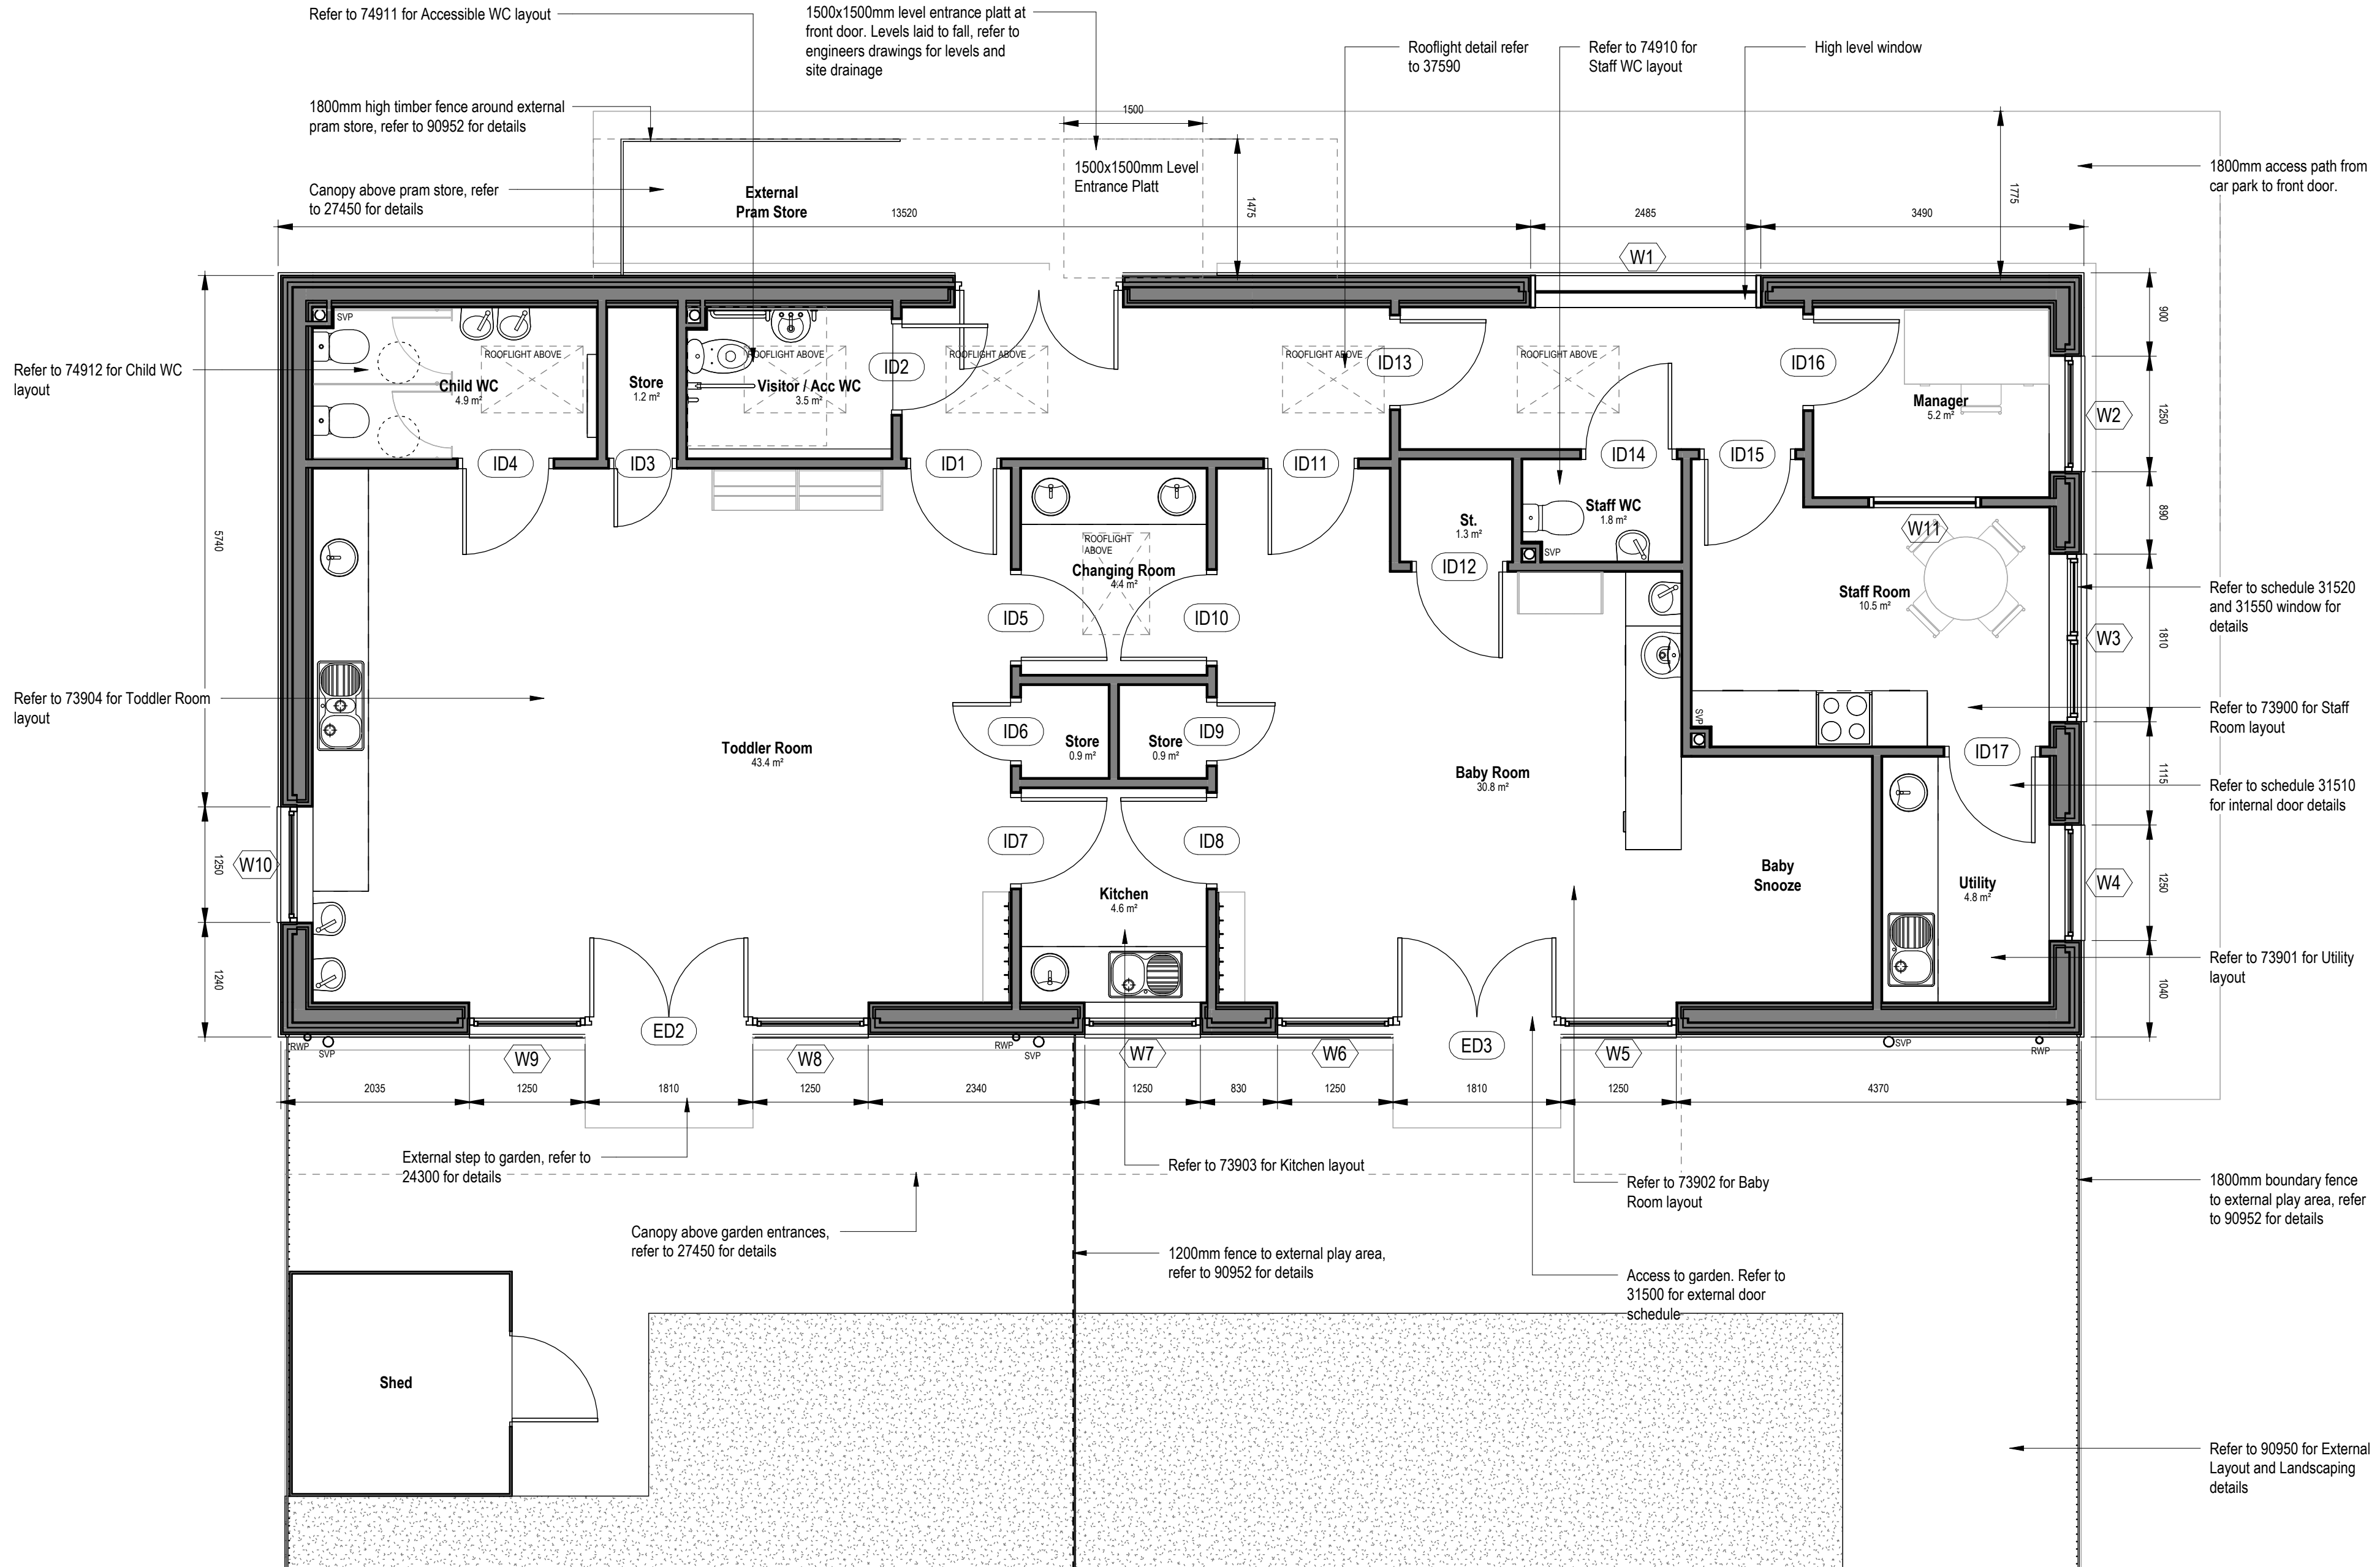 Refer to 74911 for Accessible WC layout
1500x1500mm level entrance platt at
front door. Levels laid to fall, refer to
engineers drawings for levels and
site drainage
Rooflight detail refer
to 37590
Refer to 74910 for
Staff WC layout
High level window
1800mm high timber fence around external
pram store, refer to 90952 for details
1500
1500x1500mm Level
Entrance Platt
1800mm access path from
car park to front door.
Canopy above pram store, refer
to 27450 for details
External
Pram Store
13520
1475
2485
3490
1775
W1
SVP
ROOFLIGHT ABOVE
Child WC
4.9 m²
Store
1.2 m²
ROOFLIGHT ABOVE
Visitor / Acc WC
3.5 m²
ID2
ROOFLIGHT ABOVE
ROOFLIGHT ABOVE
ID13
ROOFLIGHT ABOVE
ID16
Manager
5.2 m²
900
W2
1250
Refer to 74912 for Child WC
layout
ID4
ID3
ID1
ID11
ID14
ID15
5740
890
St.
1.3 m²
Staff WC
1.8 m²
SVP
W11
ROOFLIGHT
ABOVE
Changing Room
4.4 m²
ID12
ID5
ID10
Staff Room
10.5 m²
Refer to schedule 31520
and 31550 window for
details
W3
1810
Refer to 73904 for Toddler Room
layout
Toddler Room
43.4 m²
ID6
Store
0.9 m²
Store
0.9 m²
ID9
Baby Room
30.8 m²
SVP
ID17
Refer to 73900 for Staff
Room layout
1115
Refer to schedule 31510
for internal door details
W10
1250
ID7
ID8
Kitchen
4.6 m²
Baby
Snooze
Utility
4.8 m²
W4
1250
1240
1040
Refer to 73901 for Utility
layout
ED2
ED3
RWP
SVP
W9
W8
RWP
SVP
W7
W6
W5
SVP
RWP
2035
1250
1810
1250
2340
1250
830
1250
1810
1250
4370
External step to garden, refer to
24300 for details
Refer to 73903 for Kitchen layout
Refer to 73902 for Baby
Room layout
1800mm boundary fence
to external play area, refer
to 90952 for details
Canopy above garden entrances,
refer to 27450 for details
1200mm fence to external play area,
refer to 90952 for details
Access to garden. Refer to
31500 for external door
schedule
Shed
Refer to 90950 for External
Layout and Landscaping
details